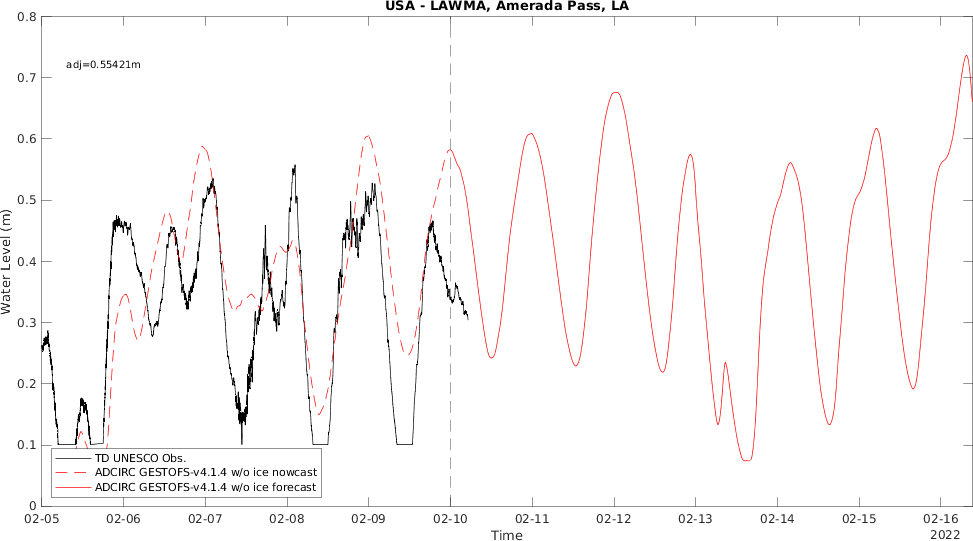 USA - LAWMA, Amerada Pass, LA
adj=0.55421m
Water Level (m)
0.8
0.7
0.6
0.5
0.4
0.3
0.2
0.1
0
TD UNESCO Obs.
ADCIRC GESTOFS-v4.1.4 w/o ice nowcast
ADCIRC GESTOFS-v4.1.4 w/o ice forecast
02-05 02-06 02-07 02-08 02-09 02-10 02-11 02-12 02-13 02-14 02-15 02-16
Time
2022